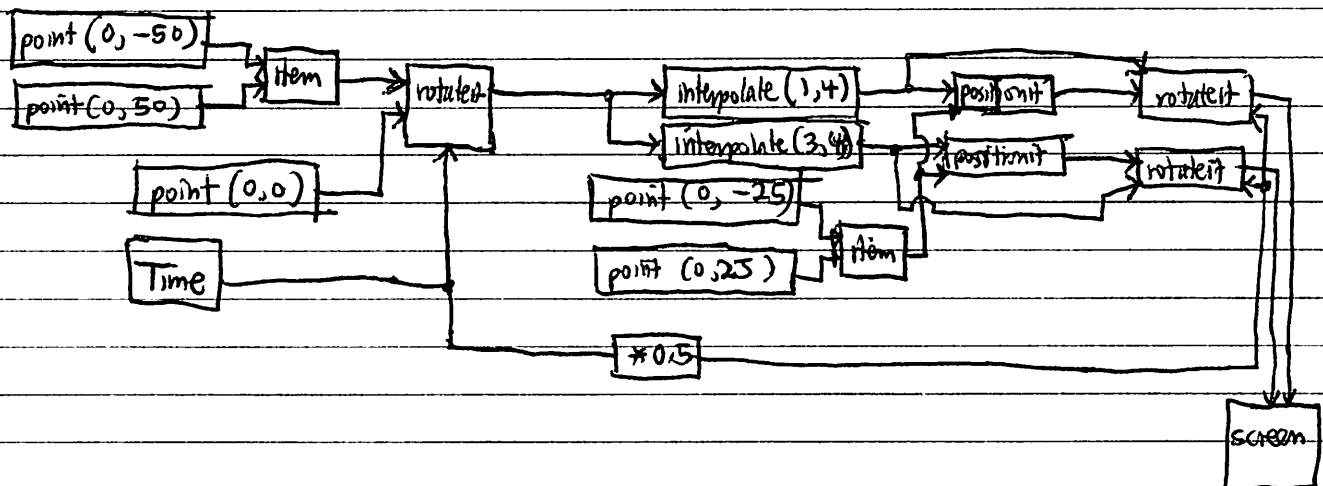 point (0, -50)
point (0, 50)
item
rotateit
point (0,0)
Time
interpolate (1,4)
interpolate (3,4)
positionit
rotateit
positionit
rotateit
point (0, -25)
point (0,25)
item
*0.5
screen